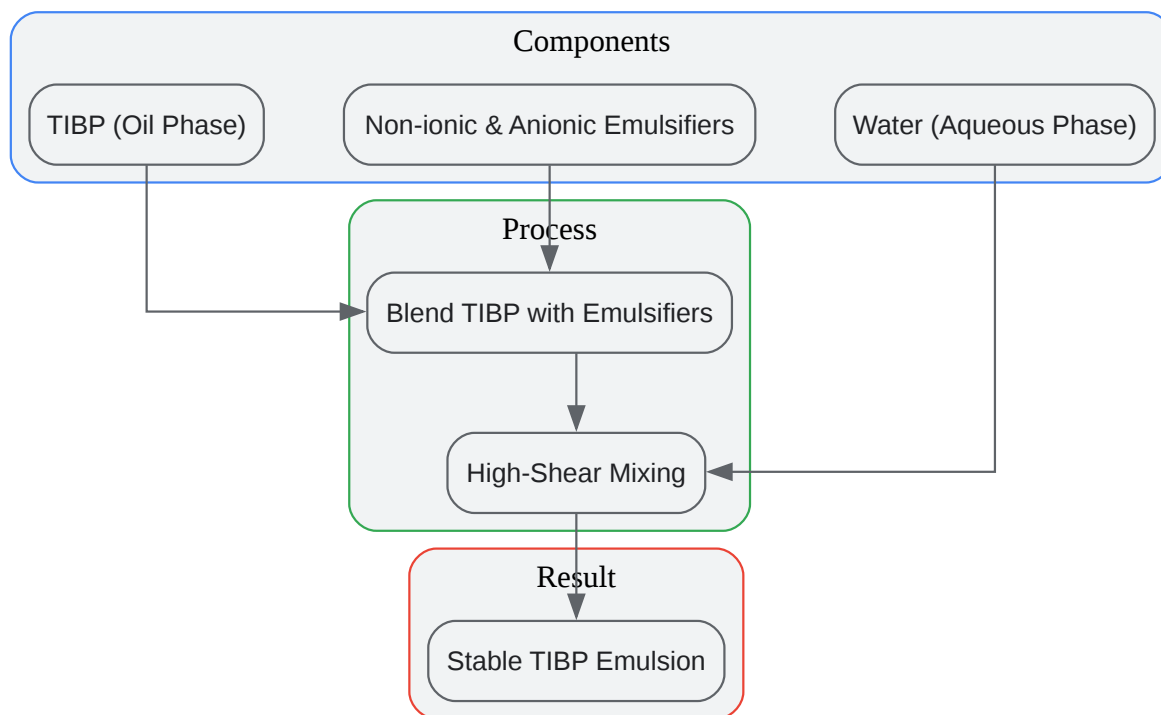 Components
TIBP (Oil Phase)
Non-ionic & Anionic Emulsifiers
Water (Aqueous Phase)
Process
Blend TIBP with Emulsifiers
High-Shear Mixing
Result
Stable TIBP Emulsion